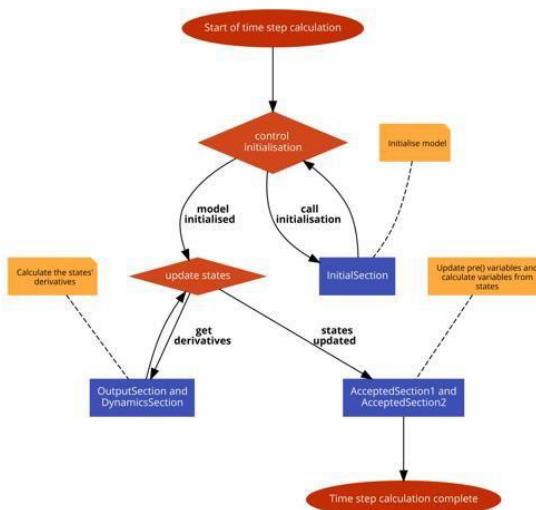 Start of time step calculation
control
initialisation
Initialise model
model
initialised
call
initialisation
Calculate the states'
derivatives
update states
InitialSection
Update pre() variables and
calculate variables from
states
get
derivatives
states
updated
OutputSection and
DynamicsSection
AcceptedSection1 and
AcceptedSection2
Time step calculation complete